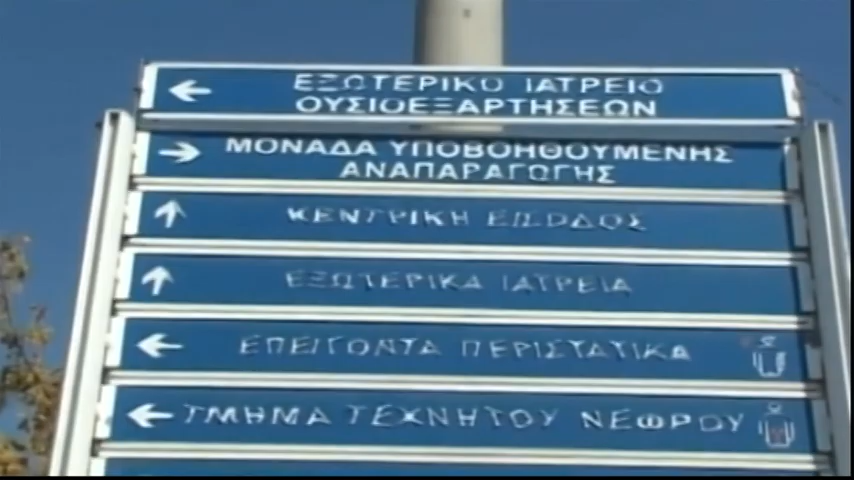 ΕΞΩΤΕΡΙΚΟ ΙΑΤΡΕΙΟ
ΟΥΣΙΟΕΞΑΡΤΗΣΕΩΝ
ΜΟΝΑΔΑ ΥΠΟΒΟΗΘΟΥΜΕΝΗΣ
ΑΝΑΠΑΡΑΓΩΓΗΣ
ΚΕΝΤΡΙΚΗ ΕΙΣΟΔΟΣ
ΕΞΩΤΕΡΙΚΑ ΙΑΤΡΕΙΑ
ΕΠΕΙΓΟΝΤΑ ΠΕΡΙΣΤΑΤΙΚΑ
ΤΜΗΜΑ ΤΕΧΝΗΤΟΥ ΝΕΦΡΟΥ